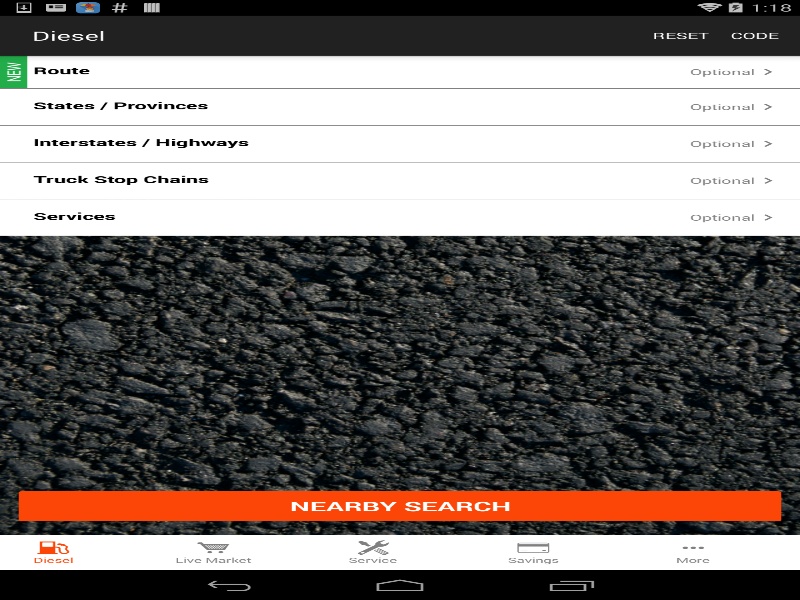 1:18
Diesel RESET CODE
NEW Route Optional >
States / Provinces Optional >
Interstates / Highways Optional >
Truck Stop Chains Optional >
Services Optional >
NEARBY SEARCH
Diesel Live Market Service Savings More